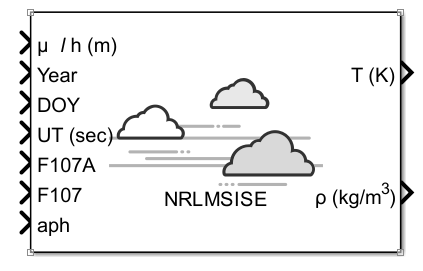 μ l h (m)
Year
T (K)
DOY
UT (sec)
F107A
F107
NRLMSISE
ρ (kg/m³)
aph